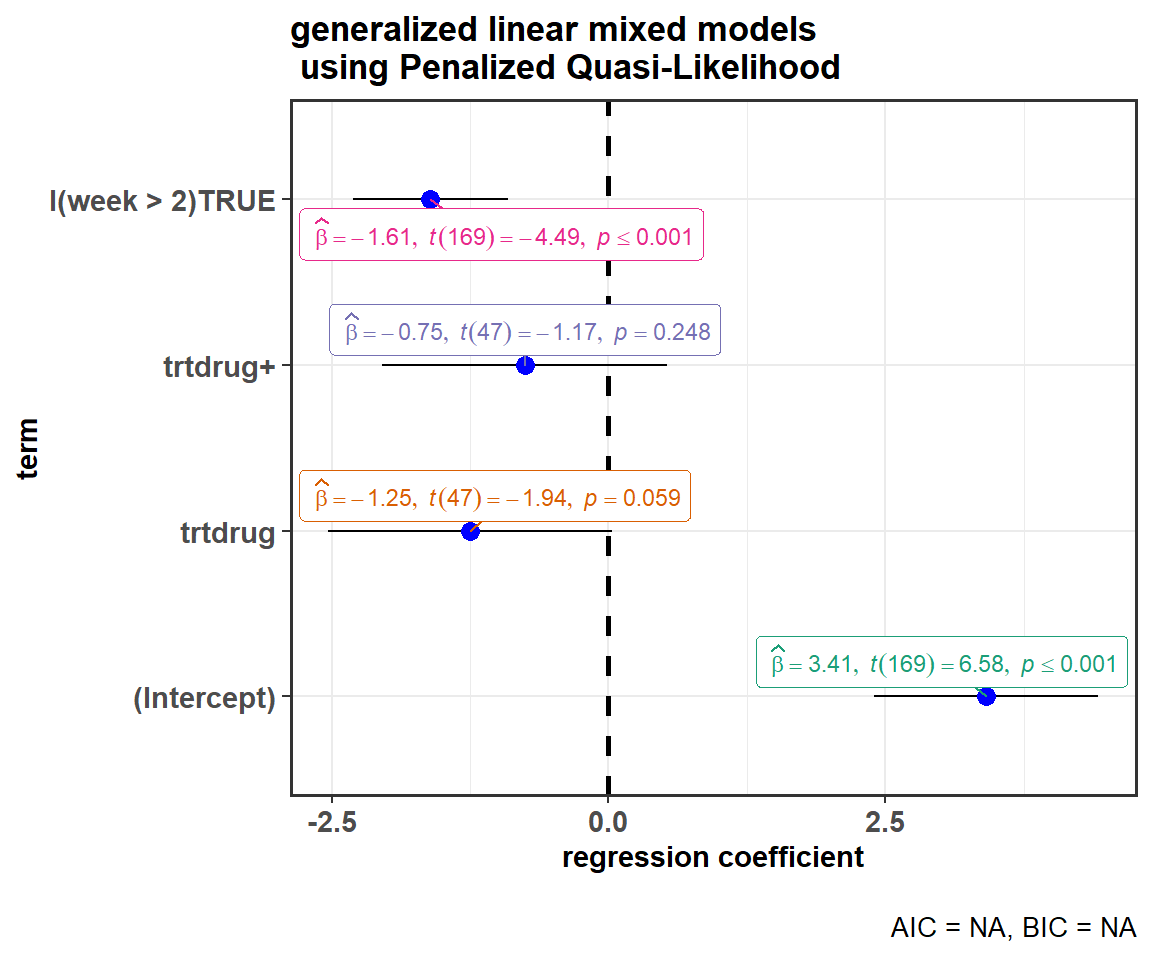 generalized linear mixed models
using Penalized Quasi-Likelihood
I(week > 2)TRUE
β̂ = −1.61, t(169) = −4.49, p ≤ 0.001
β̂ = −0.75, t(47) = −1.17, p = 0.248
trtdrug+
term
β̂ = −1.25, t(47) = −1.94, p = 0.059
trtdrug
β̂ = 3.41, t(169) = 6.58, p ≤ 0.001
(Intercept)
-2.5 0.0 2.5
regression coefficient
AIC = NA, BIC = NA